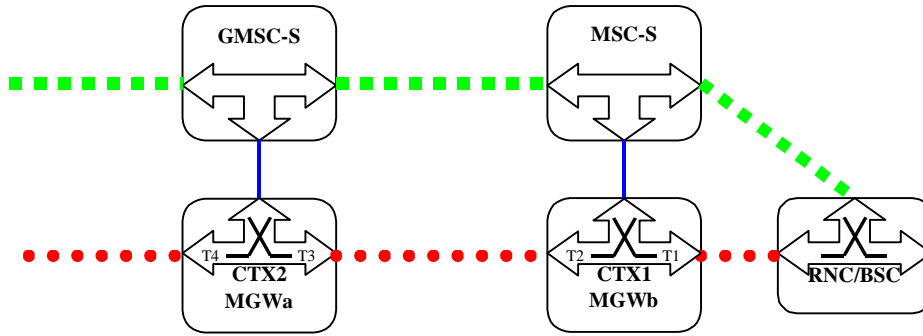 GMSC-S
MSC-S
T4
T3
CTX2
MGWa
T2
T1
CTX1
MGWb
RNC/BSC